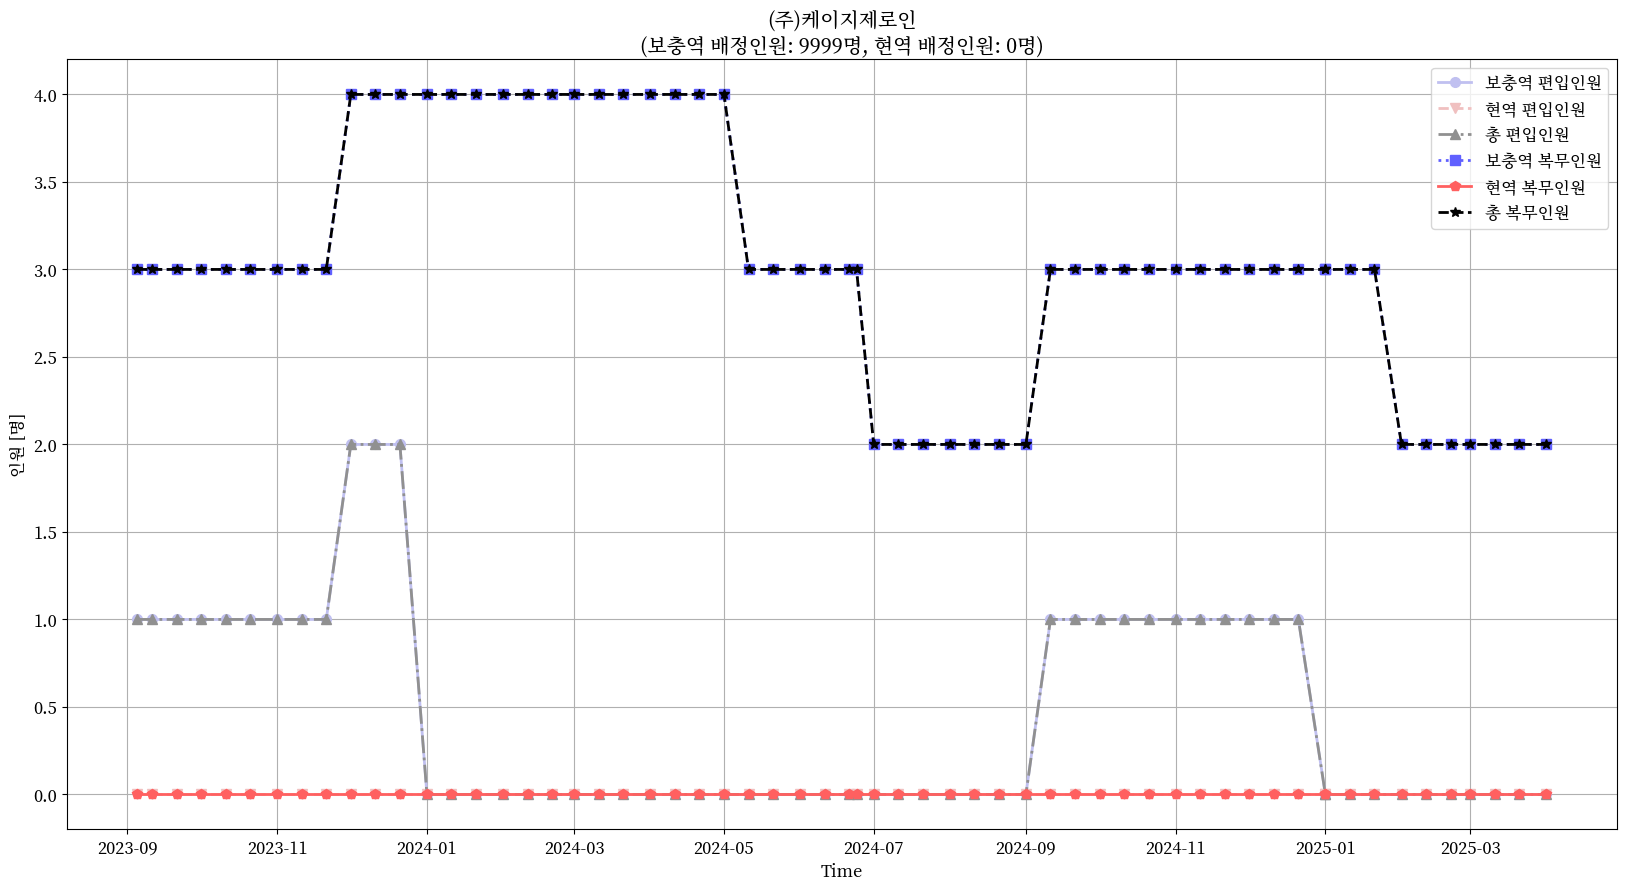 (주)케이지제로인
(보충역 배정인원: 9999명, 현역 배정인원: 0명)
보충역 편입인원
현역 편입인원
총 편입인원
보충역 복무인원
현역 복무인원
총 복무인원
인원 [명]
4.0
3.5
3.0
2.5
2.0
1.5
1.0
0.5
0.0
2023-09 2023-11 2024-01 2024-03 2024-05 2024-07 2024-09 2024-11 2025-01 2025-03
Time